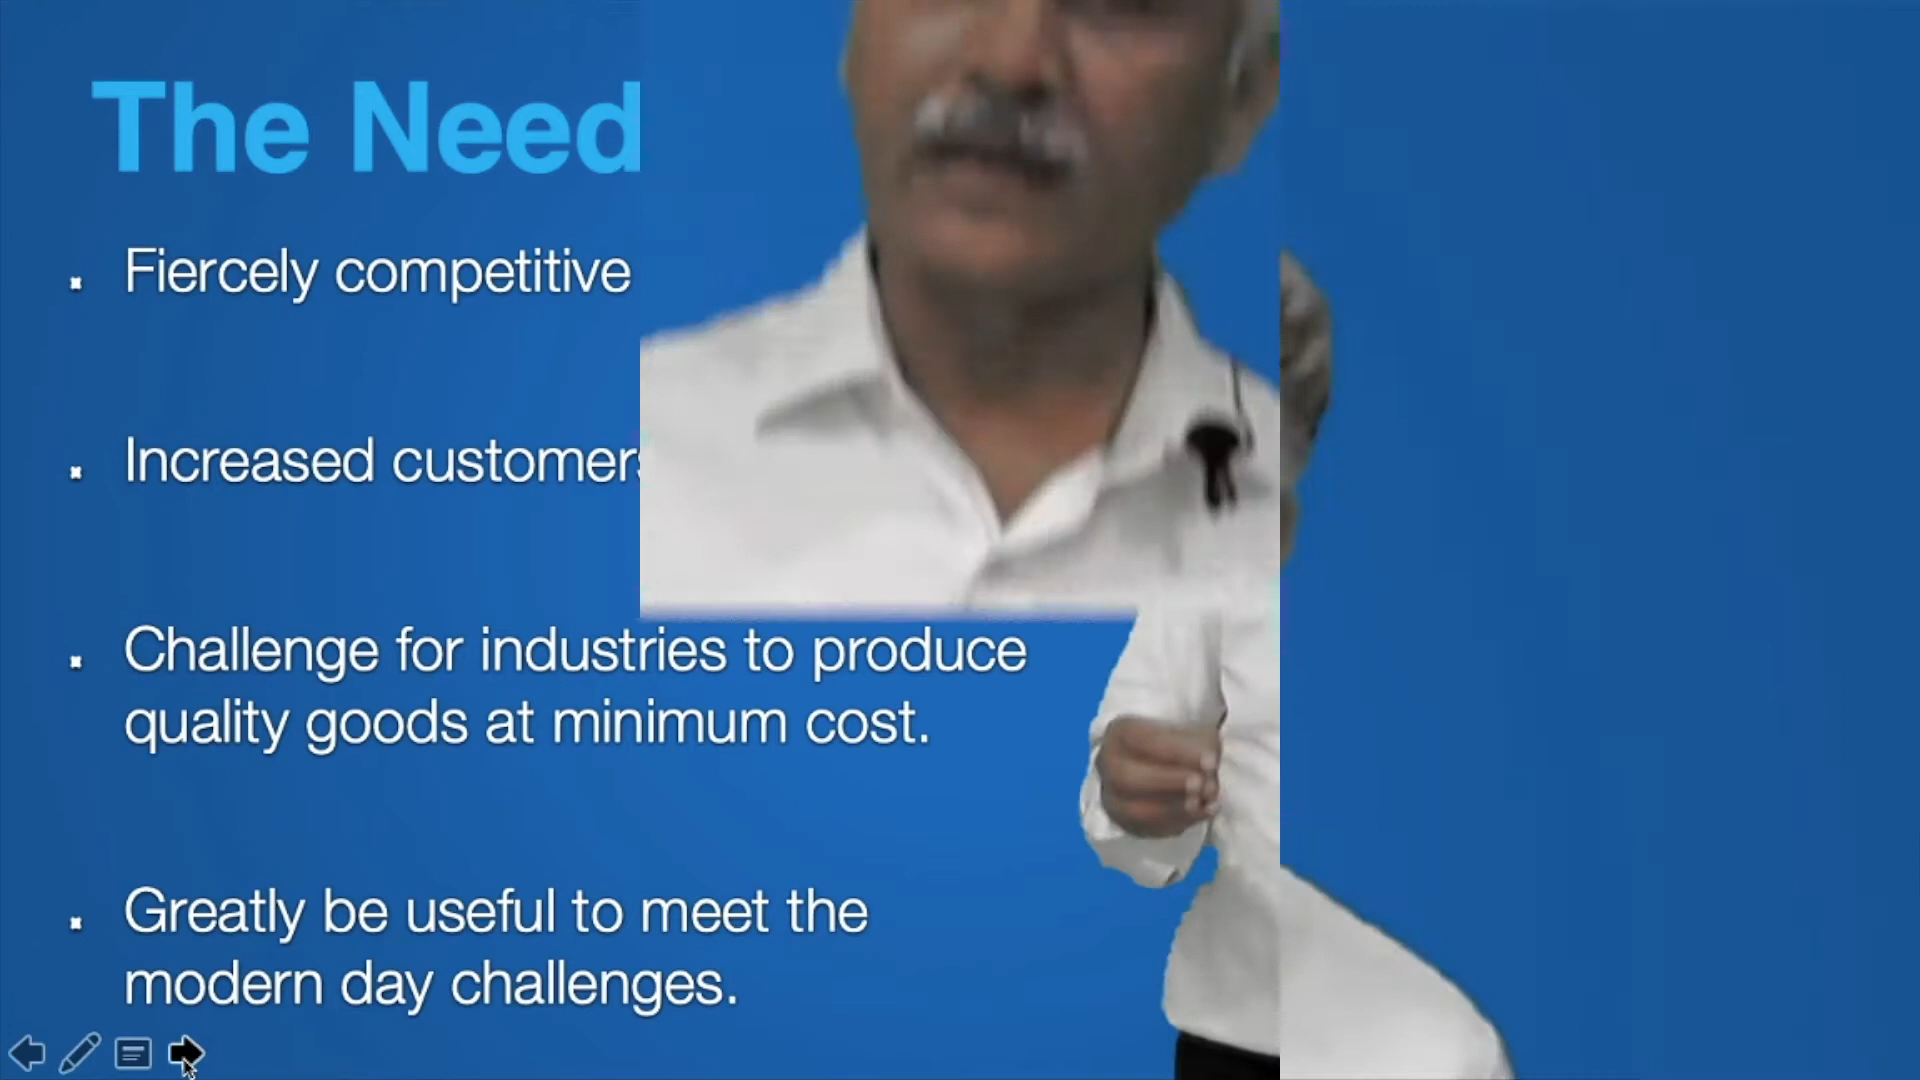 The Need
Fiercely competitive
Increased customers
Challenge for industries to produce
quality goods at minimum cost.
Greatly be useful to meet the
modern day challenges.